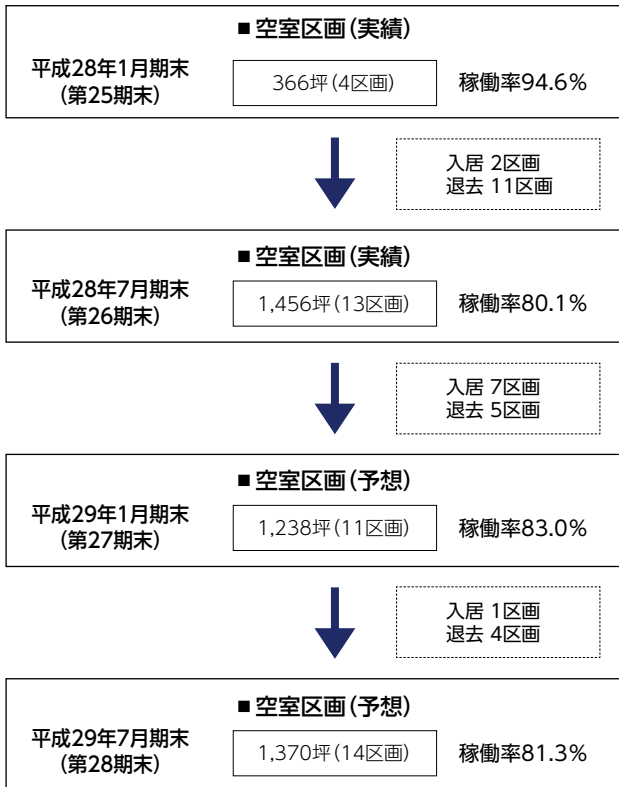 ■ 空室区画(実績)
平成28年1月期末
(第25期末)
366坪(4区画)
稼働率94.6%
入居 2区画
退去 11区画
■ 空室区画(実績)
平成28年7月期末
(第26期末)
1,456坪(13区画)
稼働率80.1%
入居 7区画
退去 5区画
■ 空室区画(予想)
平成29年1月期末
(第27期末)
1,238坪(11区画)
稼働率83.0%
入居 1区画
退去 4区画
■ 空室区画(予想)
平成29年7月期末
(第28期末)
1,370坪(14区画)
稼働率81.3%